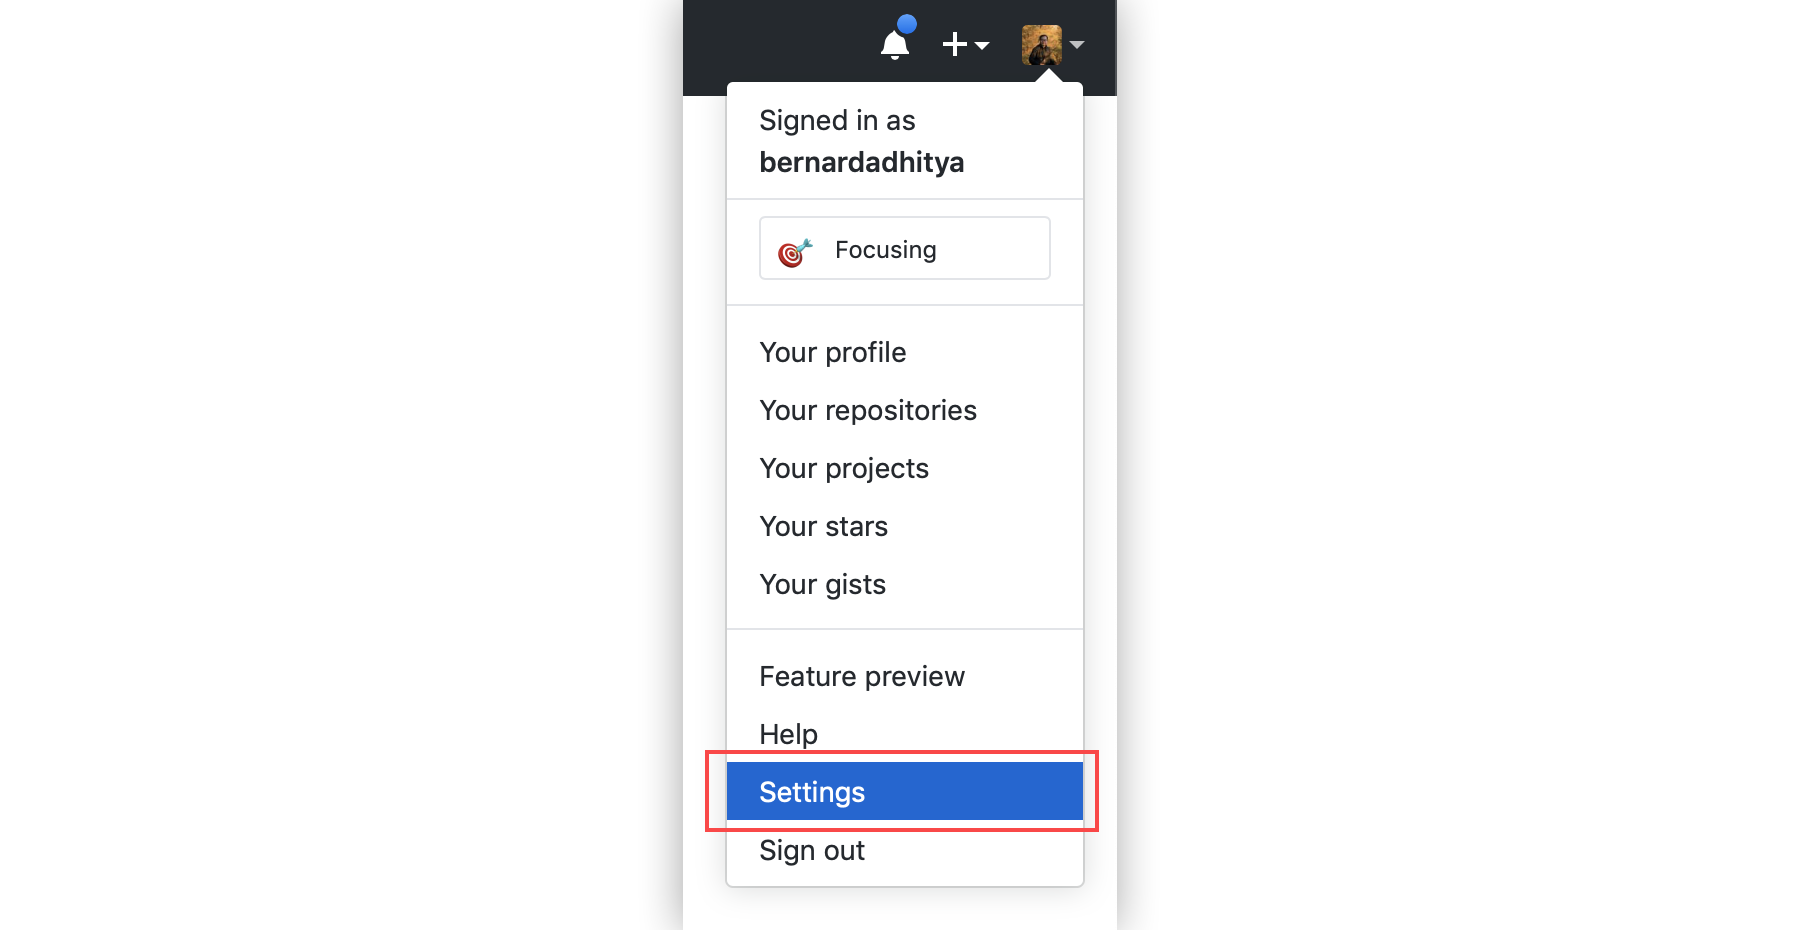 Signed in as
bernardadhitya
Focusing
Your profile
Your repositories
Your projects
Your stars
Your gists
Feature preview
Help
Settings
Sign out